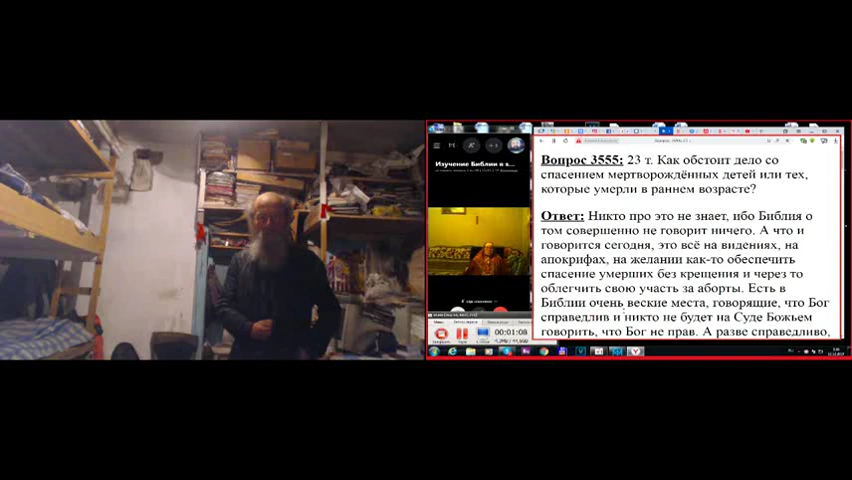 Изучение Библии в з...
Вопрос 3555: 23 т. Как обстоит дело со
спасением мертворождённых детей или тех,
которые умерли в раннем возрасте?
Ответ: Никто про это не знает, ибо Библия о
том совершенно не говорит ничего. А что и
говорится сегодня, это всё на видениях, на
апокрифах, на желании как-то обеспечить
спасение умерших без крещения и через то
облегчить свою участь за аборты. Есть в
Библии очень веские места, говорящие, что Бог
справедлив и никто не будет на Суде Божьем
говорить, что Бог не прав. А разве справедливо,
00:01:08